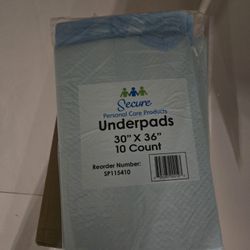 Secure
Personal Care Products
Underpads
30" X 36"
10 Count
Reorder Number:
SP115410